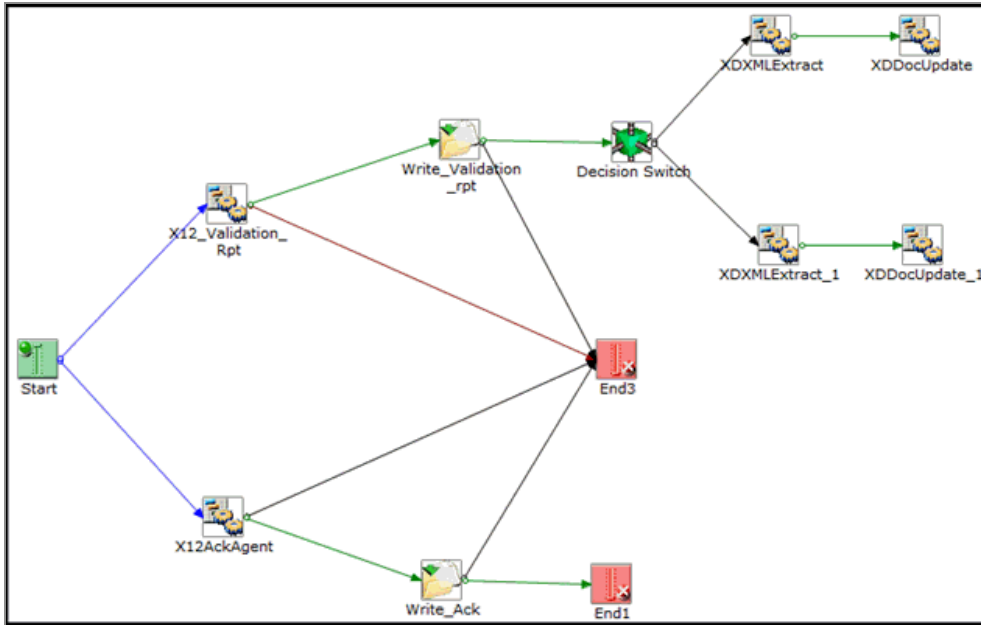 XDXMLExtract
XDDocUpdate
Write_Validation
_rpt
Decision Switch
X12_Validation_
Rpt
XDXMLExtract_1
XDDocUpdate_1
Start
End3
X12AckAgent
Write_Ack
End1